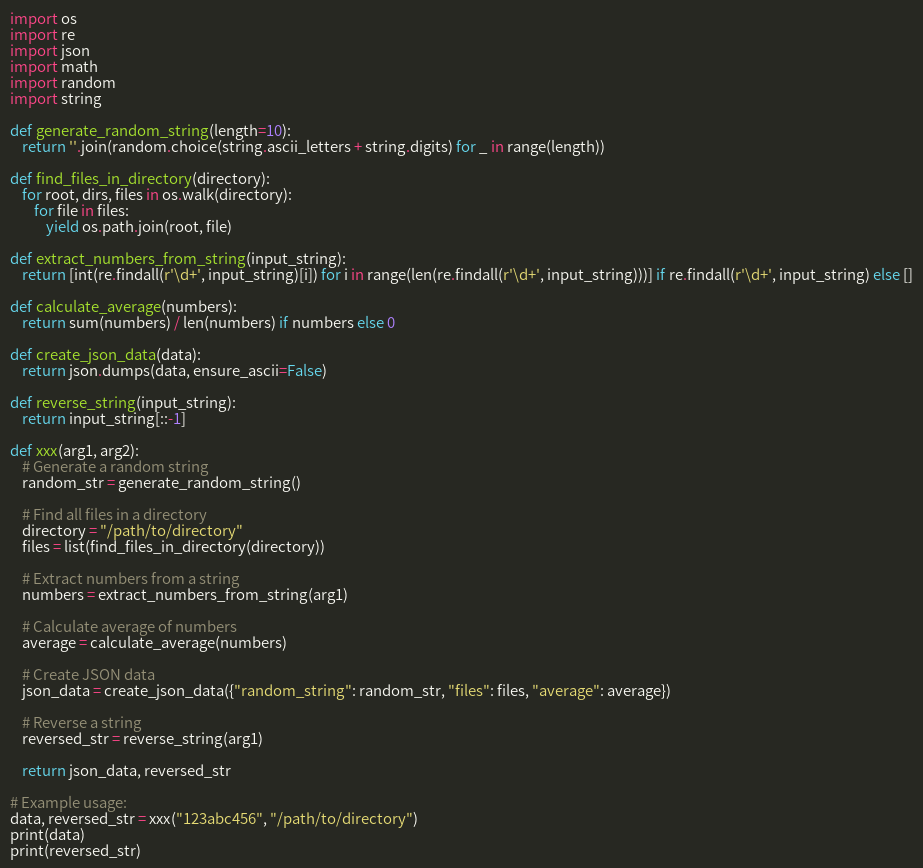 import os
import re
import json
import math
import random
import string

def generate_random_string(length=10):
    return ''.join(random.choice(string.ascii_letters + string.digits) for _ in range(length))

def find_files_in_directory(directory):
    for root, dirs, files in os.walk(directory):
        for file in files:
            yield os.path.join(root, file)

def extract_numbers_from_string(input_string):
    return [int(re.findall(r'\d+', input_string)[i]) for i in range(len(re.findall(r'\d+', input_string)))] if re.findall(r'\d+', input_string) else []

def calculate_average(numbers):
    return sum(numbers) / len(numbers) if numbers else 0

def create_json_data(data):
    return json.dumps(data, ensure_ascii=False)

def reverse_string(input_string):
    return input_string[::-1]

def xxx(arg1, arg2):
    # Generate a random string
    random_str = generate_random_string()

    # Find all files in a directory
    directory = "/path/to/directory"
    files = list(find_files_in_directory(directory))

    # Extract numbers from a string
    numbers = extract_numbers_from_string(arg1)

    # Calculate average of numbers
    average = calculate_average(numbers)

    # Create JSON data
    json_data = create_json_data({"random_string": random_str, "files": files, "average": average})

    # Reverse a string
    reversed_str = reverse_string(arg1)

    return json_data, reversed_str

# Example usage:
data, reversed_str = xxx("123abc456", "/path/to/directory")
print(data)
print(reversed_str)